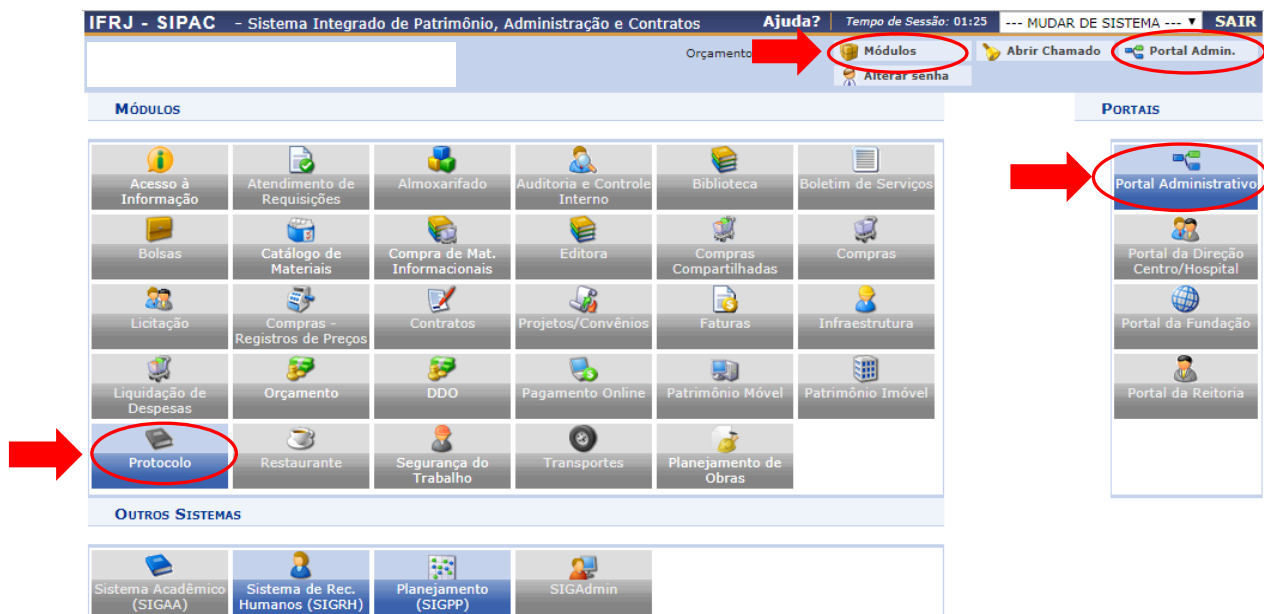 IFRJ - SIPAC - Sistema Integrado de Patrimônio, Administração e Contratos Ajuda? Tempo de Sessão: 01:25 --- MUDAR DE SISTEMA --- ▼ SAIR
Orçamento Módulos Abrir Chamado Portal Admin.
Alterar senha
MÓDULOS
PORTAIS
Acesso à Informação
Atendimento de Requisições
Almoxarifado
Auditoria e Controle Interno
Biblioteca
Boletim de Serviços
Bolsas
Catálogo de Materiais
Compra de Mat. Informacionais
Editora
Compras Compartilhadas
Compras
Licitação
Compras - Registros de Preços
Contratos
Projetos/Convênios
Faturas
Infraestrutura
Liquidação de Despesas
Orçamento
DDO
Pagamento Online
Patrimônio Móvel
Patrimônio Imóvel
Protocolo
Restaurante
Segurança do Trabalho
Transportes
Planejamento de Obras
Portal Administrativo
Portal da Direção Centro/Hospital
Portal da Fundação
Portal da Reitoria
OUTROS SISTEMAS
Sistema Acadêmico (SIGAA)
Sistema de Rec. Humanos (SIGRH)
Planejamento (SIGPP)
SIGAdmin